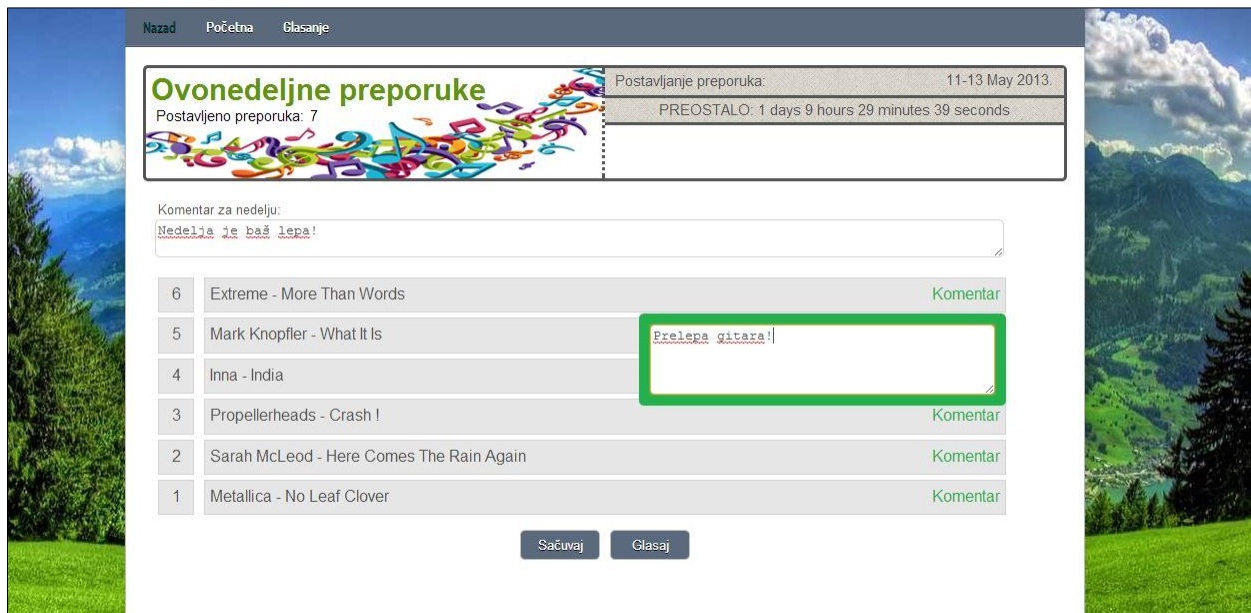 Nazad Početna Glasanje
Ovonedeljne preporuke
Postavljeno preporuka: 7
Postavljanje preporuka: 11-13 May 2013.
PREOSTALO: 1 days 9 hours 29 minutes 39 seconds
Komentar za nedelju:
Nedelja je baš lepa!
6 Extreme - More Than Words Komentar
5 Mark Knopfler - What It Is
Prelepa gitara!
4 Inna - India
3 Propellerheads - Crash ! Komentar
2 Sarah McLeod - Here Comes The Rain Again Komentar
1 Metallica - No Leaf Clover Komentar
Sačuvaj Glasaj